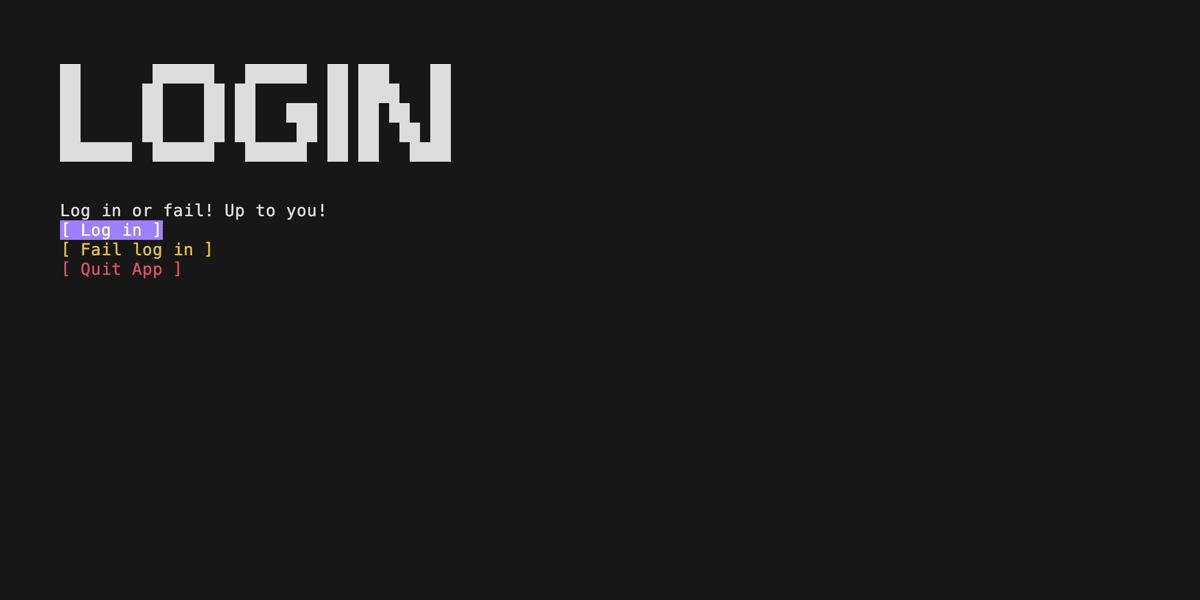 LOGIN
Log in or fail! Up to you!
[ Log in ]
[ Fail log in ]
[ Quit App ]